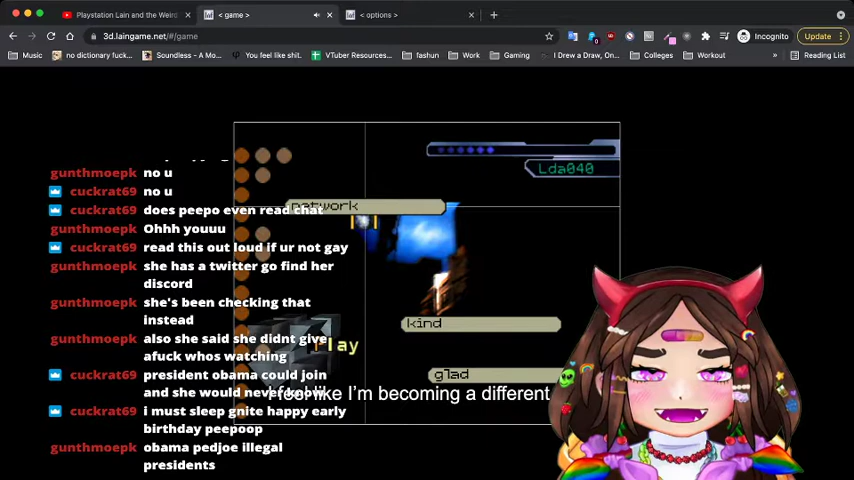 Playstation Lain and the Weird
< game >
< options >
3d.laingame.net/#/game
Incognito
Update
Music
no dictionary fuck...
Soundless - A Mo...
You feel like shit.
VTuber Resources...
fashun
Work
Gaming
I Drew a Draw, On...
Colleges
Workout
Reading List
gunthmoepk no u
cuckrat69 no u
cuckrat69 does peepo even read chat
gunthmoepk Ohhh youuu
cuckrat69 read this out loud if ur not gay
gunthmoepk she has a twitter go find her
discord
gunthmoepk she's been checking that
instead
gunthmoepk also she said she didnt give
afuck whos watching
cuckrat69 president obama could join
and she would never know
cuckrat69 i must sleep gnite happy early
birthday peepoop
gunthmoepk obama pedjoe illegal
presidents
Lda040
network
kind
glad
Play
I feel like I'm becoming a different